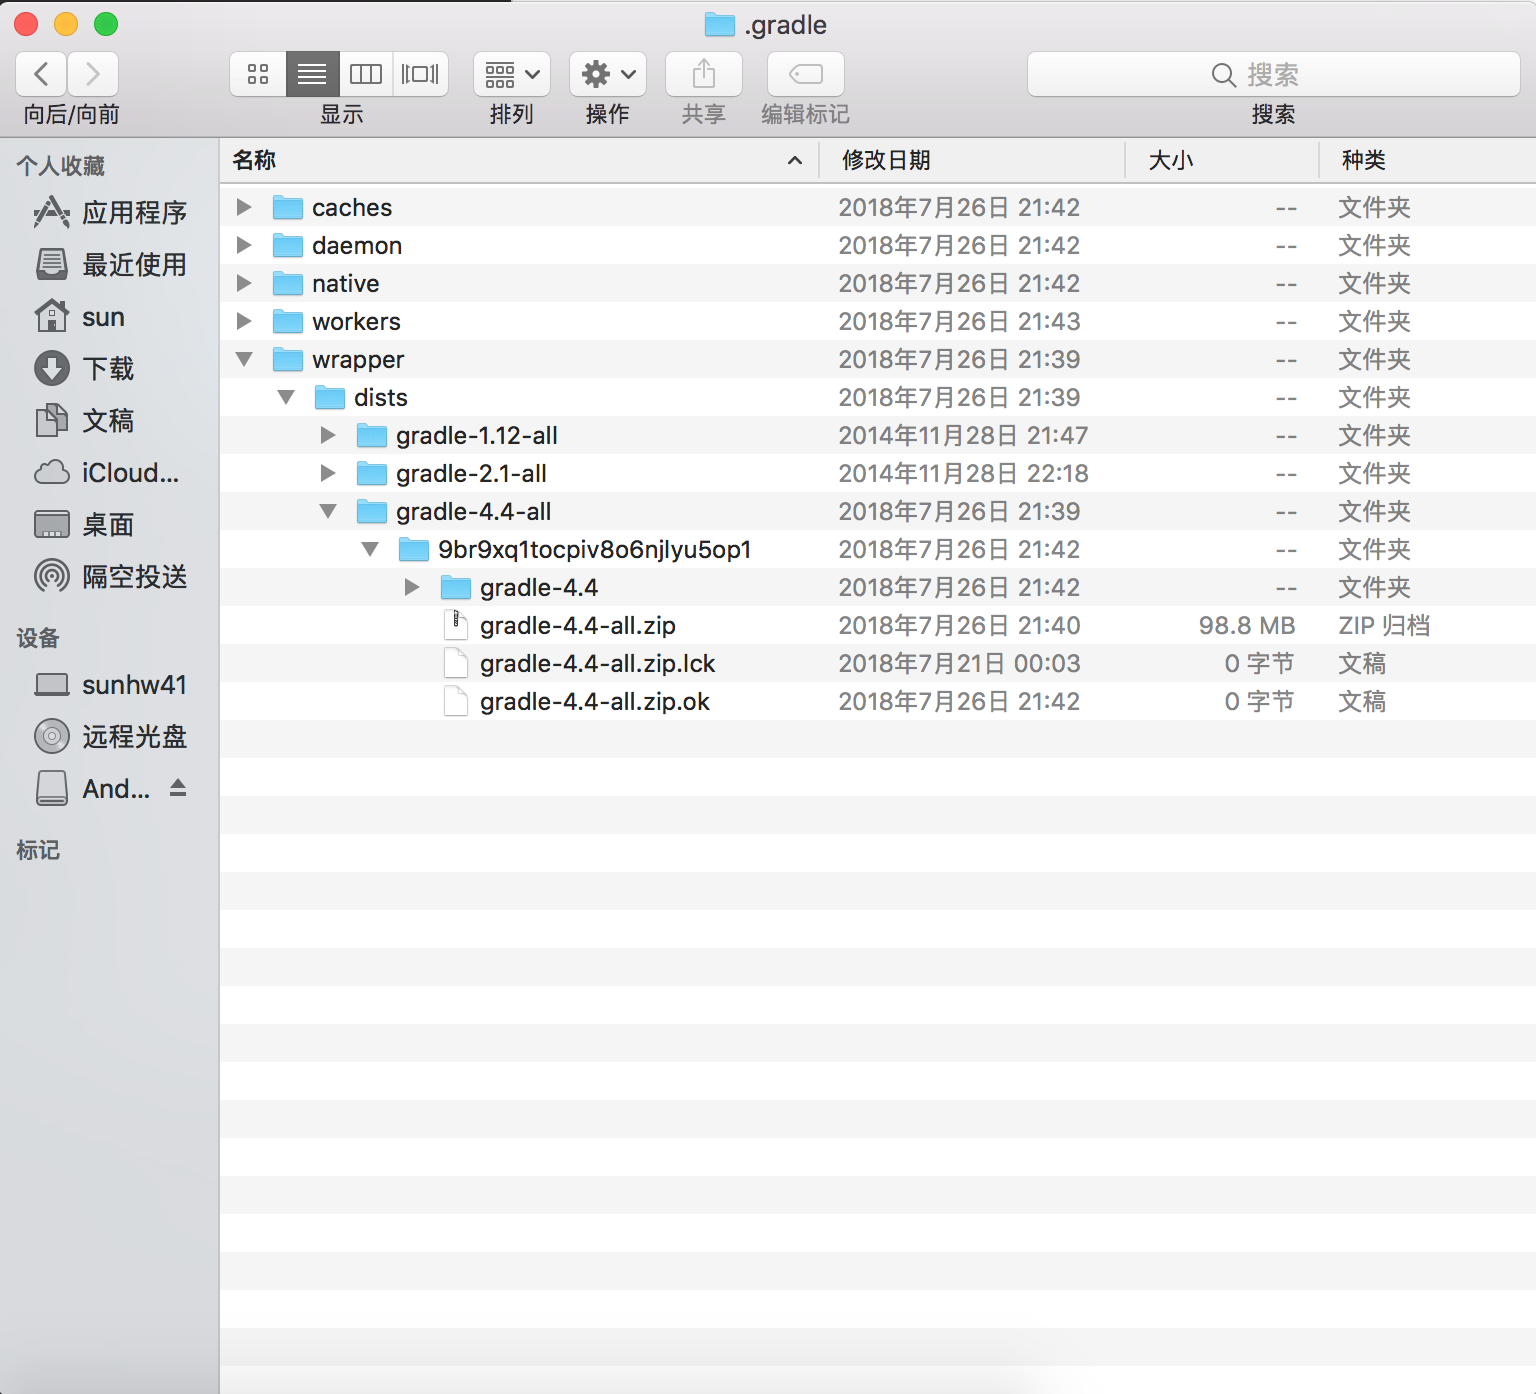 .gradle
向后/向前 显示 排列 操作 共享 编辑标记 搜索
搜索
个人收藏
应用程序
最近使用
sun
下载
文稿
iCloud...
桌面
隔空投送
设备
sunhw41
远程光盘
And...
标记
名称 修改日期 大小 种类
caches 2018年7月26日 21:42 -- 文件夹
daemon 2018年7月26日 21:42 -- 文件夹
native 2018年7月26日 21:42 -- 文件夹
workers 2018年7月26日 21:43 -- 文件夹
wrapper 2018年7月26日 21:39 -- 文件夹
dists 2018年7月26日 21:39 -- 文件夹
gradle-1.12-all 2014年11月28日 21:47 -- 文件夹
gradle-2.1-all 2014年11月28日 22:18 -- 文件夹
gradle-4.4-all 2018年7月26日 21:39 -- 文件夹
9br9xq1tocpiv8o6njlyu5op1 2018年7月26日 21:42 -- 文件夹
gradle-4.4 2018年7月26日 21:42 -- 文件夹
gradle-4.4-all.zip 2018年7月26日 21:40 98.8 MB ZIP 归档
gradle-4.4-all.zip.lck 2018年7月21日 00:03 0 字节 文稿
gradle-4.4-all.zip.ok 2018年7月26日 21:42 0 字节 文稿